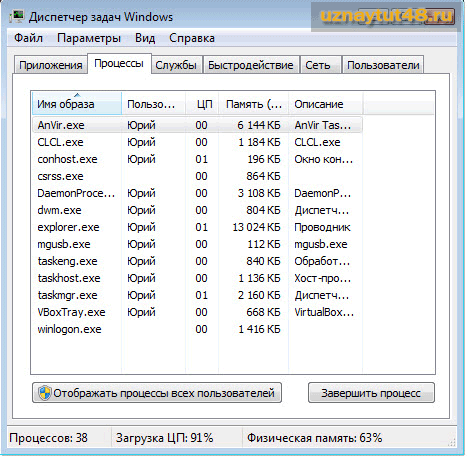 uznaytut48.ru
Диспетчер задач Windows
Файл Параметры Вид Справка
Приложения Процессы Службы Быстродействие Сеть Пользователи
Имя образа Пользо... ЦП Память (... Описание
AnVir.exe Юрий 00 6 144 КБ AnVir Tas...
CLCL.exe Юрий 00 1 184 КБ CLCL.exe
conhost.exe Юрий 01 196 КБ Окно кон...
csrss.exe 00 864 КБ
DaemonProce... Юрий 00 3 108 КБ DaemonP...
dwm.exe Юрий 00 804 КБ Диспетч...
explorer.exe Юрий 01 13 024 КБ Проводник
mgusb.exe Юрий 00 112 КБ mgusb.exe
taskeng.exe Юрий 00 840 КБ Обработ...
taskhost.exe Юрий 00 1 136 КБ Хост-про...
taskmgr.exe Юрий 01 2 160 КБ Диспетч...
VBoxTray.exe Юрий 00 668 КБ VirtualBox...
winlogon.exe 00 1 416 КБ
Отображать процессы всех пользователей Завершить процесс
Процессов: 38 Загрузка ЦП: 91% Физическая память: 63%